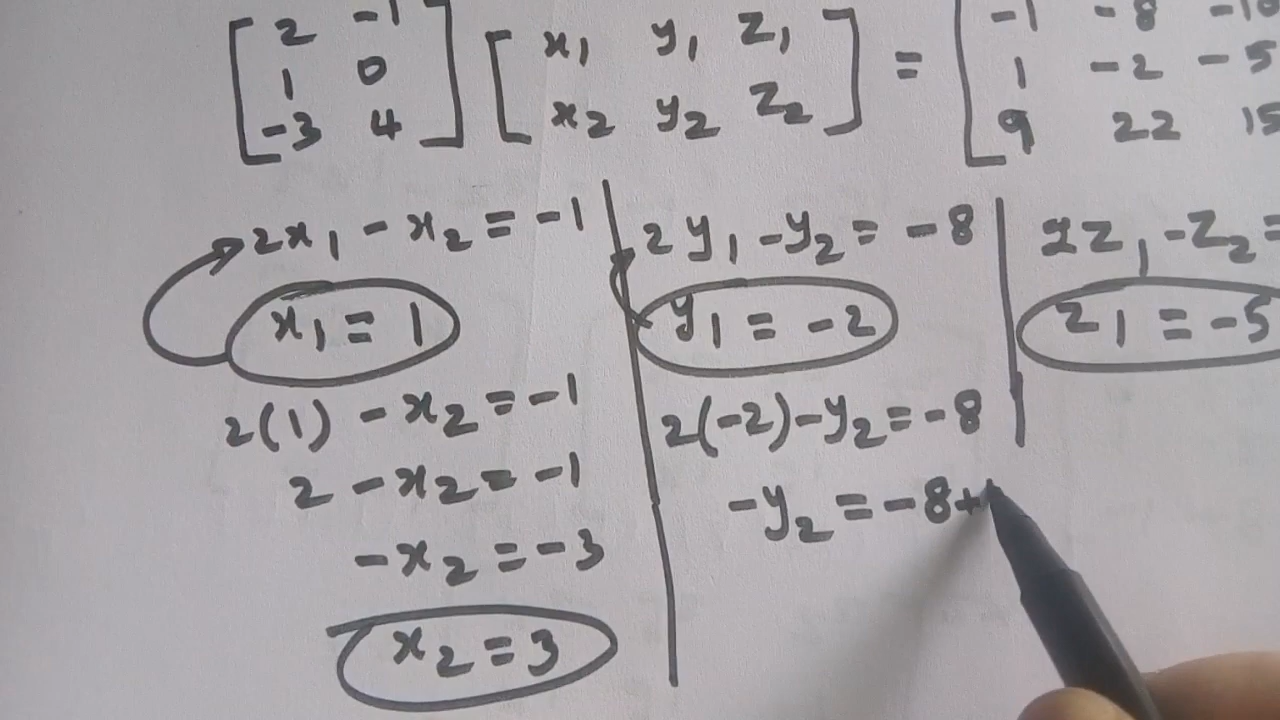 [2 -1] [x₁ y₁ z₁] = [-1 -8 -10
[1 0] [x₂ y₂ z₂] [1 -2 -5
[-3 4] [9 22 15
2x₁ - x₂ = -1
x₁ = 1
2(1) - x₂ = -1
2 - x₂ = -1
-x₂ = -3
x₂ = 3
2y₁ - y₂ = -8
y₁ = -2
2(-2) - y₂ = -8
-y₂ = -8+
2z₁ - z₂ =
z₁ = -5